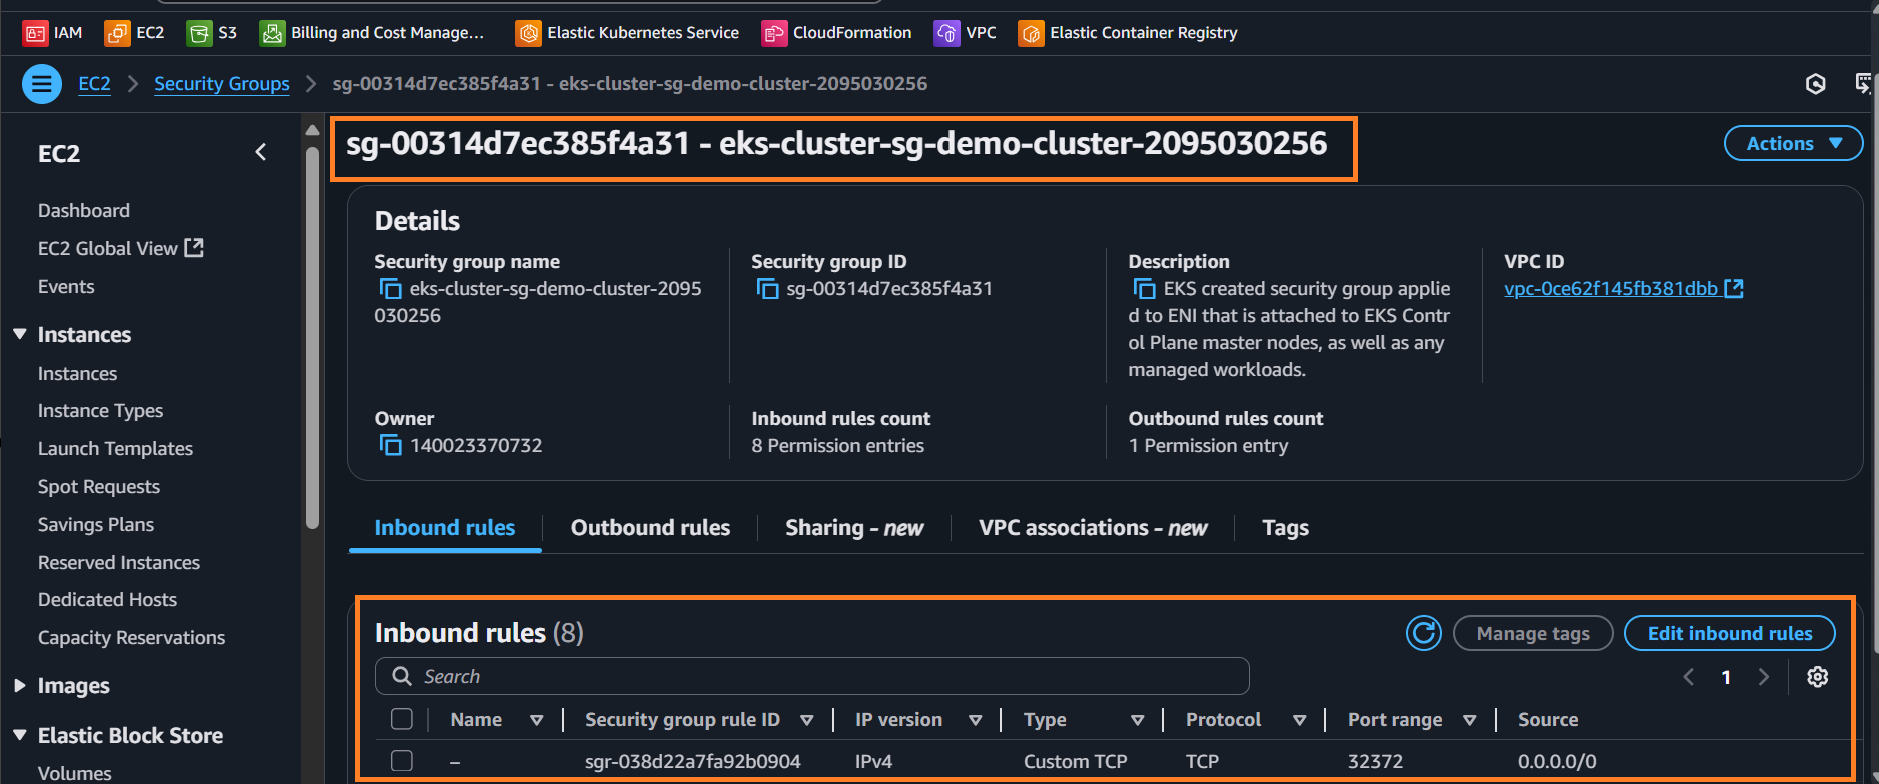 IAM EC2 S3 Billing and Cost Manage... Elastic Kubernetes Service CloudFormation VPC Elastic Container Registry
EC2 Security Groups sg-00314d7ec385f4a31 - eks-cluster-sg-demo-cluster-2095030256
EC2
Dashboard
EC2 Global View
Events
Instances
Instances
Instance Types
Launch Templates
Spot Requests
Savings Plans
Reserved Instances
Dedicated Hosts
Capacity Reservations
Images
Elastic Block Store
Volumes
sg-00314d7ec385f4a31 - eks-cluster-sg-demo-cluster-2095030256
Actions
Details
Security group name
eks-cluster-sg-demo-cluster-2095
030256
Security group ID
sg-00314d7ec385f4a31
Description
EKS created security group applie
d to ENI that is attached to EKS Contr
ol Plane master nodes, as well as any
managed workloads.
VPC ID
vpc-0ce62f145fb381dbb
Owner
140023370732
Inbound rules count
8 Permission entries
Outbound rules count
1 Permission entry
Inbound rules Outbound rules Sharing - new VPC associations - new Tags
Inbound rules (8)
Manage tags Edit inbound rules
Search
1
Name Security group rule ID IP version Type Protocol Port range Source
– sgr-038d22a7fa92b0904 IPv4 Custom TCP TCP 32372 0.0.0.0/0